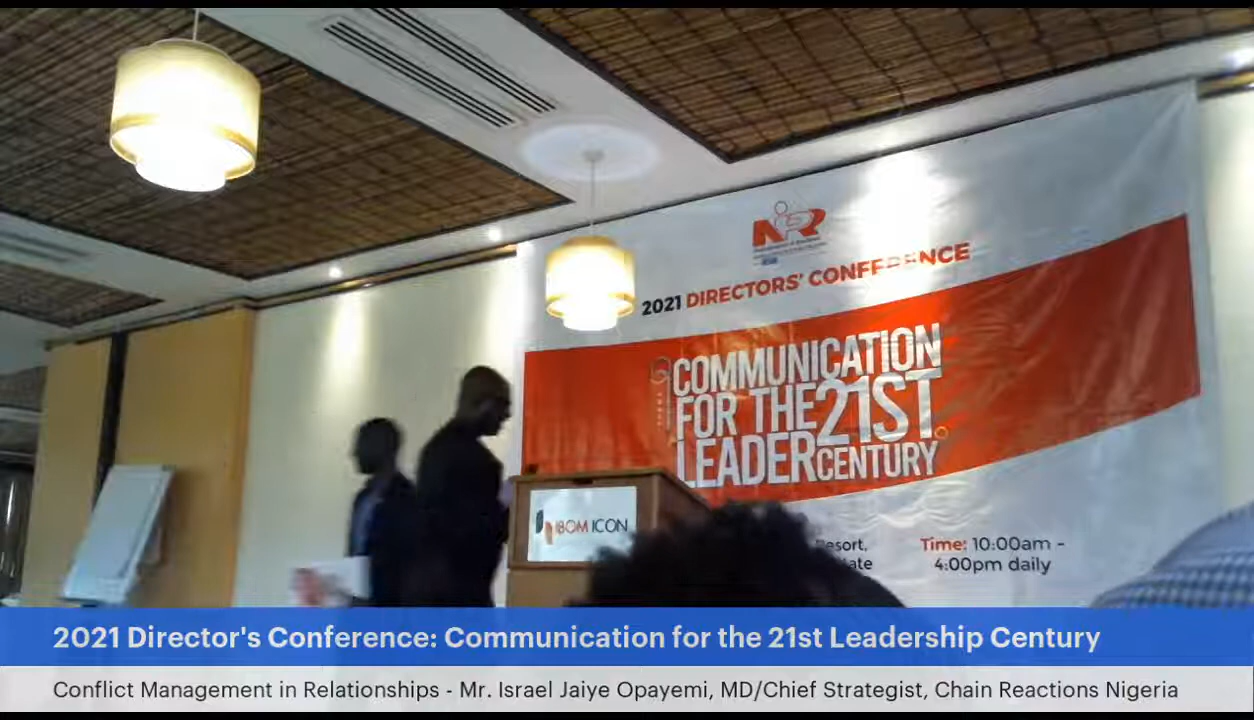 NIPR
2021 DIRECTORS' CONFERENCE
COMMUNICATION
FOR THE 21ST
LEADER CENTURY
IBOM ICON
Resort,
Time: 10:00am -
4:00pm daily
2021 Director's Conference: Communication for the 21st Leadership Century
Conflict Management in Relationships - Mr. Israel Jaiye Opayemi, MD/Chief Strategist, Chain Reactions Nigeria